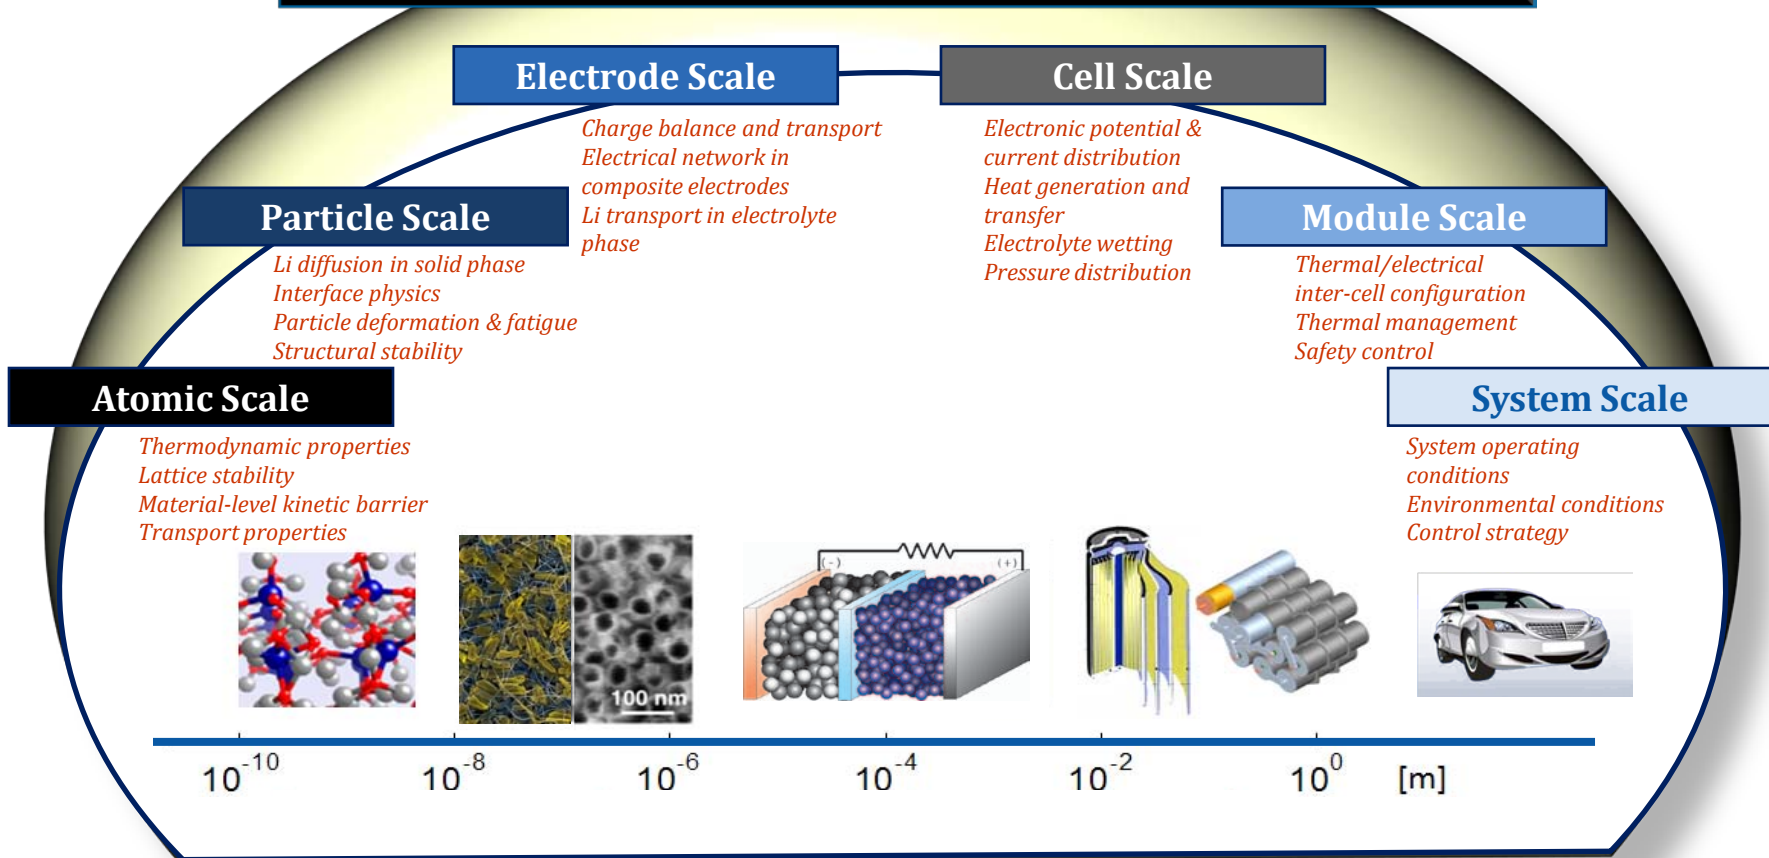 Electrode Scale
Charge balance and transport
Electrical network in
composite electrodes
Li transport in electrolyte
phase
Cell Scale
Electronic potential &
current distribution
Heat generation and
transfer
Electrolyte wetting
Pressure distribution
Particle Scale
Li diffusion in solid phase
Interface physics
Particle deformation & fatigue
Structural stability
Module Scale
Thermal/electrical
inter-cell configuration
Thermal management
Safety control
Atomic Scale
Thermodynamic properties
Lattice stability
Material-level kinetic barrier
Transport properties
System Scale
System operating
conditions
Environmental conditions
Control strategy
100 nm
(-)
(+)
10⁻¹⁰ 10⁻⁸ 10⁻⁶ 10⁻⁴ 10⁻² 10⁰ [m]